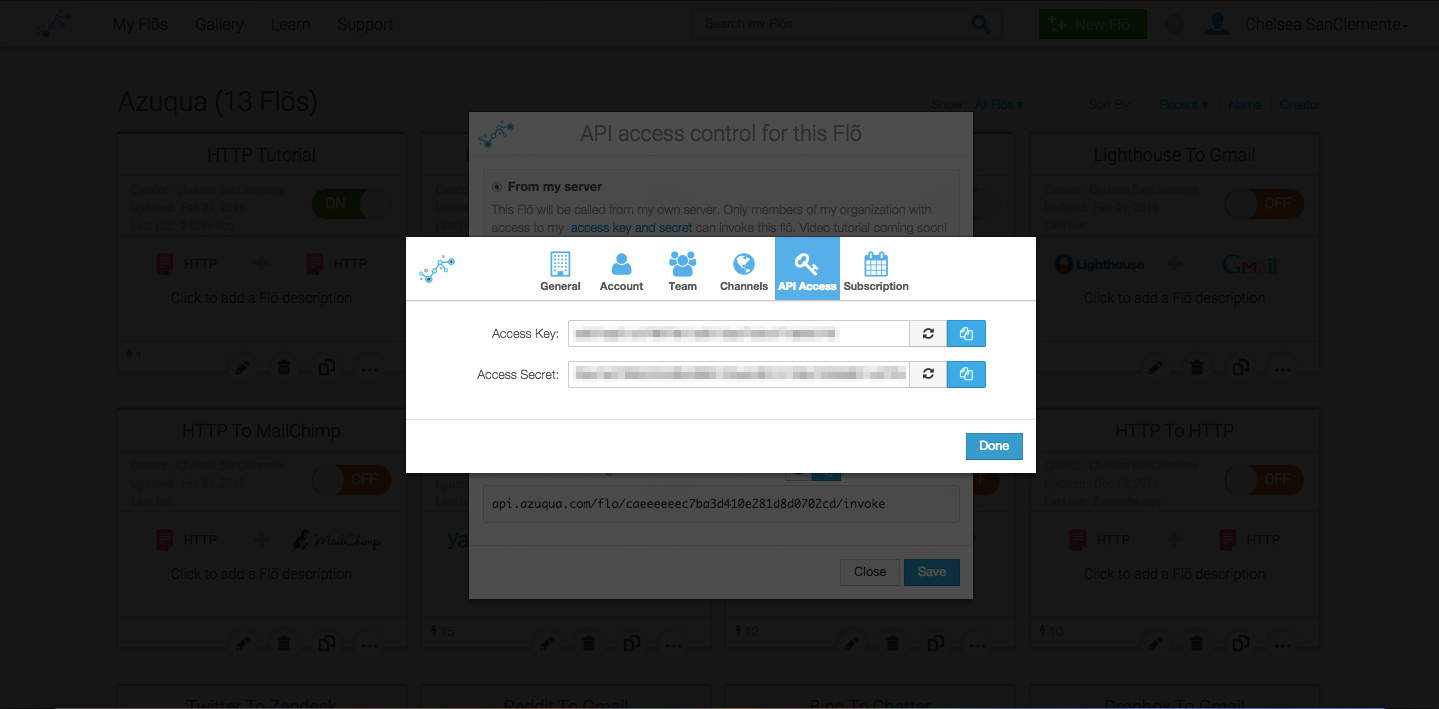 My Flõs Gallery Learn Support Search my Flõs New Flõ Chelsea SanClemente
Azuqua (13 Flõs)
Show: All Flõs Sort By: Recent Name Creator
API access control for this Flõ
HTTP Tutorial
Creator: Chelsea SanClemente
Updated: Feb 21, 2015
Last run: 2 days ago
ON
HTTP HTTP
Click to add a Flõ description
1
Lighthouse To Gmail
Creator: Chelsea SanClemente
Updated: Feb 09, 2015
Last run:
OFF
Lighthouse Gmail
Click to add a Flõ description
From my server
This Flõ will be called from my own server. Only members of my organization with
access to my access key and secret can invoke this flõ. Video tutorial coming soon!
General Account Team Channels API Access Subscription
Access Key:
Access Secret:
Done
api.azuqua.com/flo/caeeeeeec7ba3d410e281d8d0702cd/invoke
Close Save
HTTP To MailChimp
Creator: Chelsea SanClemente
Updated: Feb 06, 2015
Last run:
OFF
HTTP MailChimp
Click to add a Flõ description
15
12
HTTP To HTTP
Creator: Chelsea SanClemente
Updated: Dec 12, 2014
Last run: 2 months ago
OFF
HTTP HTTP
Click to add a Flõ description
10
Twitter To Zendesk
Reddit To Gmail
Bing To Chatter
Dropbox To Gmail